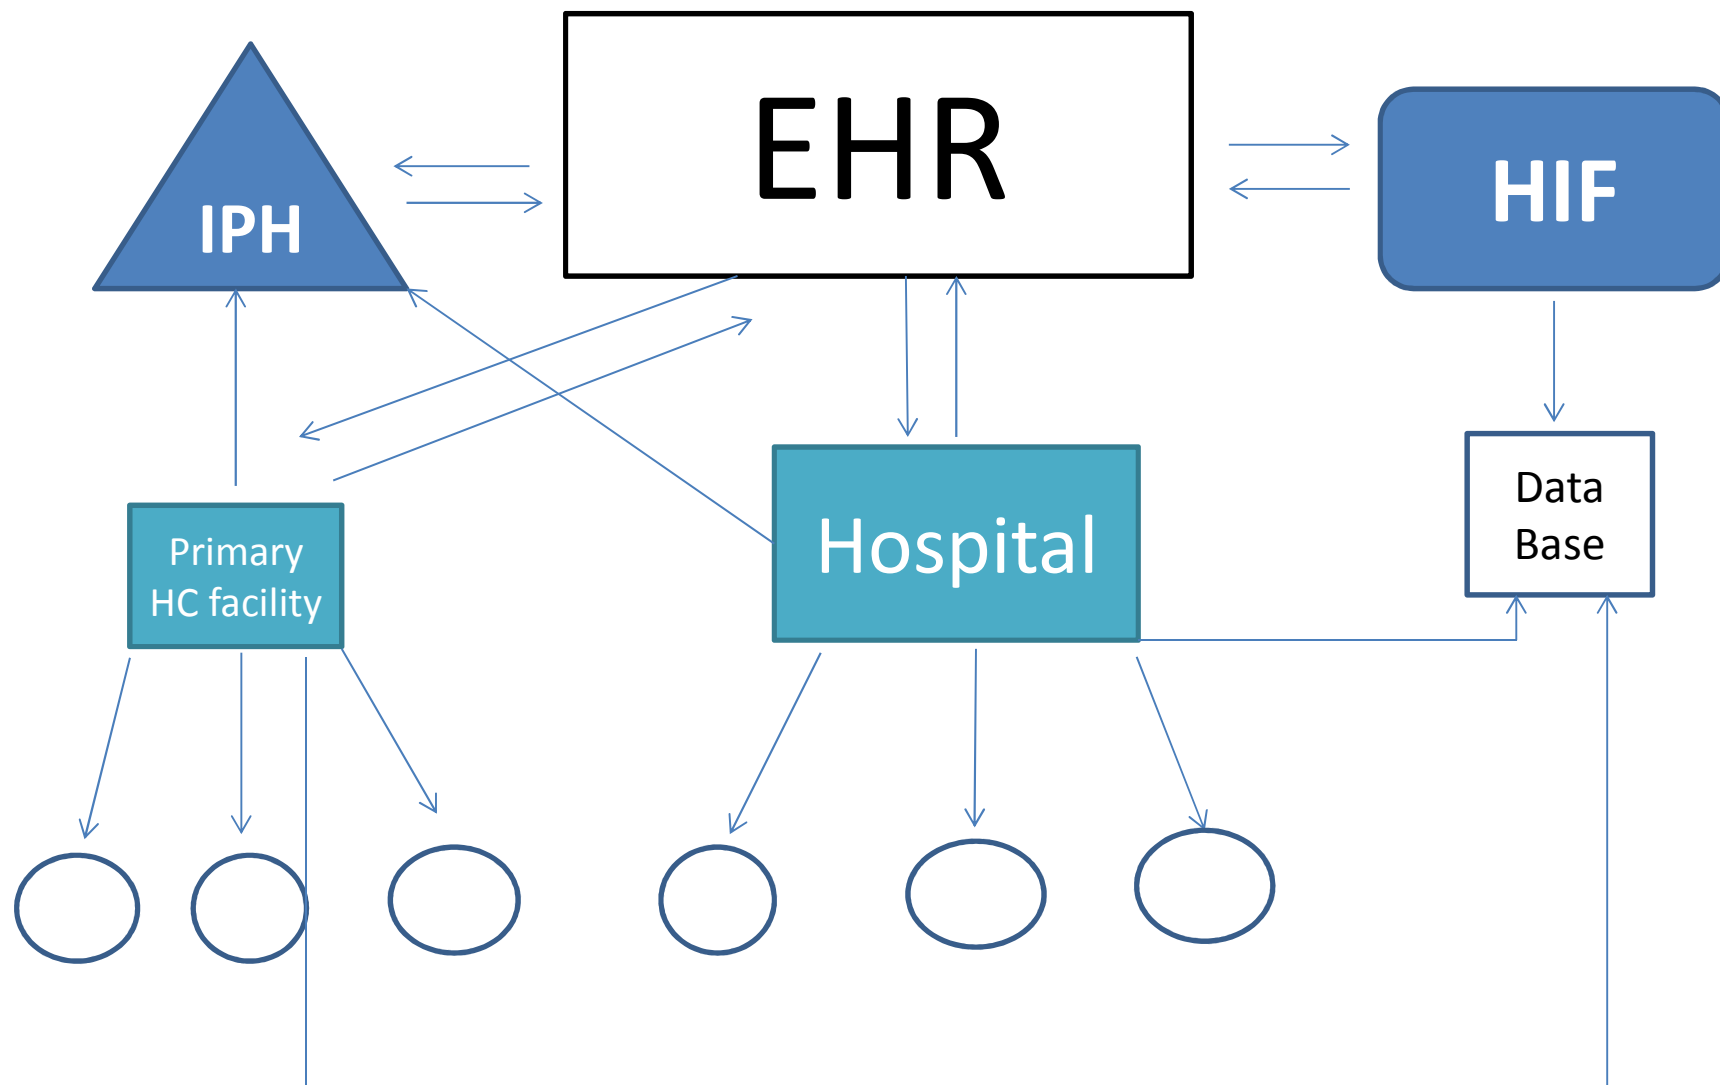 EHR
IPH
HIF
Primary
HC facility
Hospital
Data
Base